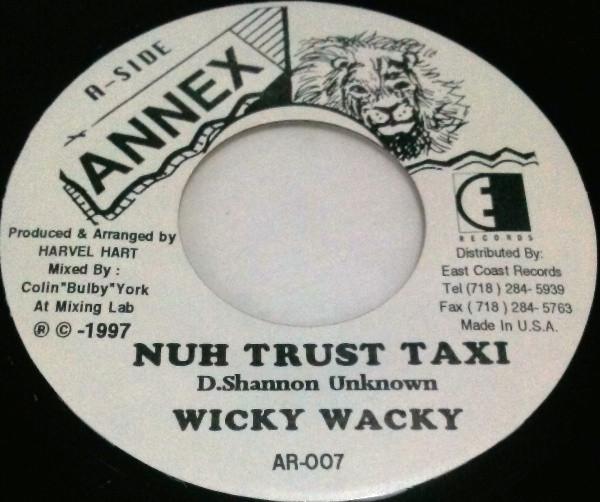 A-SIDE
ANNEX
Produced & Arranged by
HARVEL HART
Mixed By :
Colin"Bulby"York
At Mixing Lab
® © -1997
E
RECORDS
Distributed By:
East Coast Records
Tel (718) 284- 5939
Fax (718) 284- 5763
Made In U.S.A.
NUH TRUST TAXI
D.Shannon Unknown
WICKY WACKY
AR-007